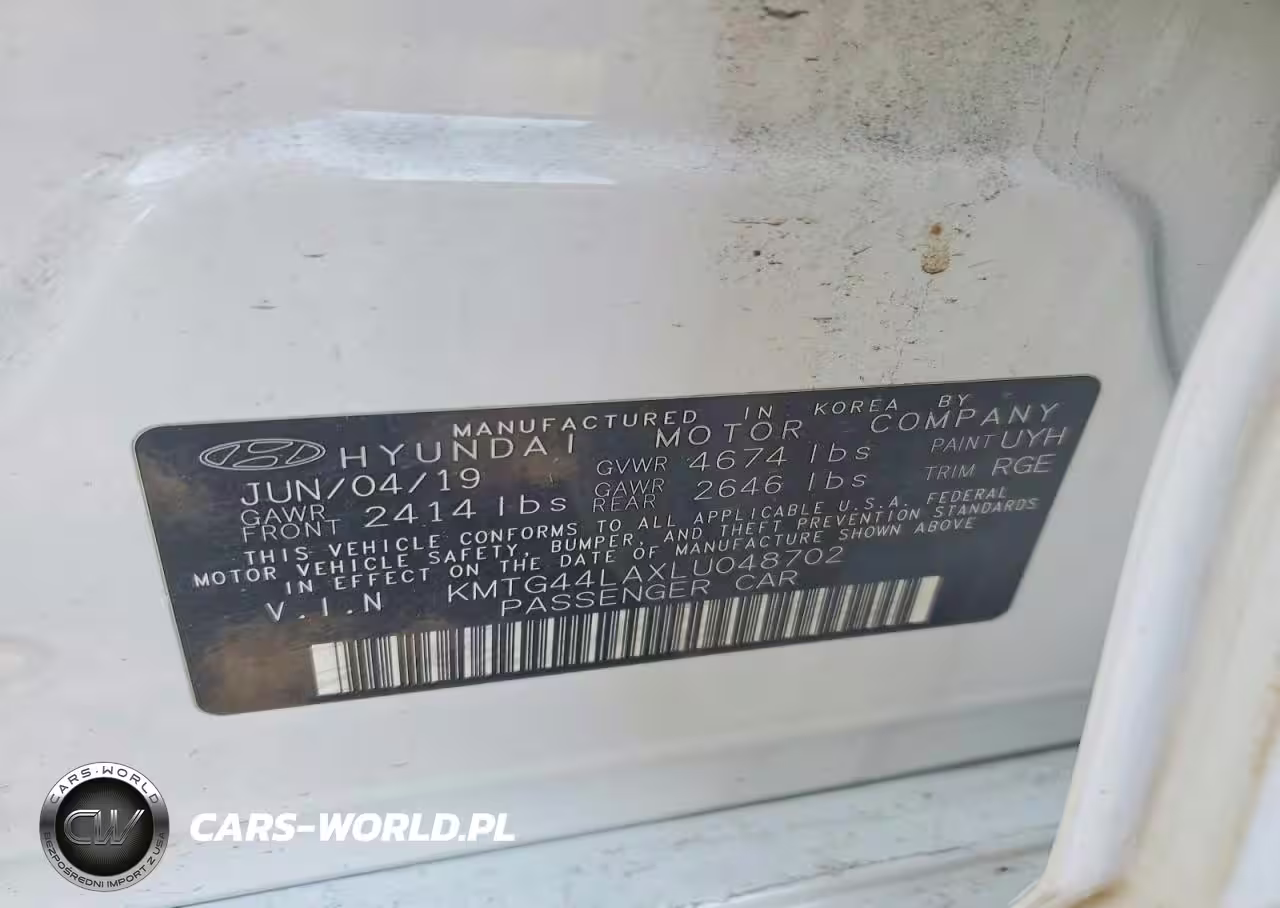 MANUFACTURED IN KOREA BY
HYUNDAI MOTOR COMPANY
JUN/04/19 GVWR 4674 lbs PAINT UYH
GAWR FRONT 2414 lbs GAWR REAR 2646 lbs TRIM RGE
THIS VEHICLE CONFORMS TO ALL APPLICABLE U.S.A. FEDERAL
MOTOR VEHICLE SAFETY, BUMPER, AND THEFT PREVENTION STANDARDS
IN EFFECT ON THE DATE OF MANUFACTURE SHOWN ABOVE
V.I.N KMTG44LAXLU048702
PASSENGER CAR
CARS-WORLD
CW
BEZPOŚREDNI IMPORT Z USA
CARS-WORLD.PL